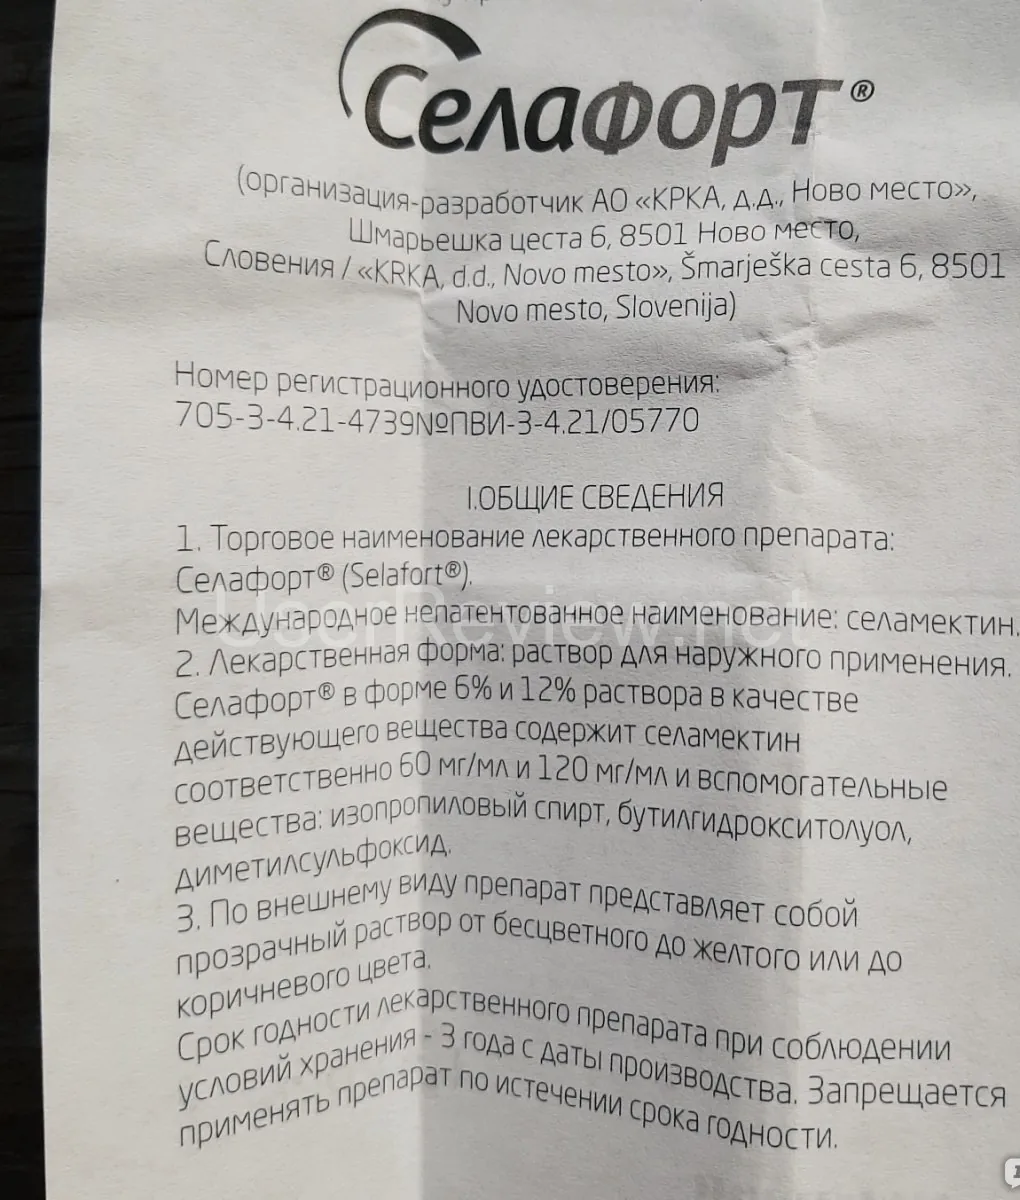 Селафорт®
(организация-разработчик АО «КРКА, д.д., Ново место»,
Шмарьешка цеста 6, 8501 Ново место,
Словения / «KRKA, d.d., Novo mesto», Šmarješka cesta 6, 8501
Novo mesto, Slovenija)
Номер регистрационного удостоверения:
705-3-4.21-4739№ПВИ-3-4.21/05770
I.ОБЩИЕ СВЕДЕНИЯ
1. Торговое наименование лекарственного препарата:
Селафорт® (Selafort®).
Международное непатентованное наименование: селамектин.
UserReview.net
2. Лекарственная форма: раствор для наружного применения.
Селафорт® в форме 6% и 12% раствора в качестве
действующего вещества содержит селамектин
соответственно 60 мг/мл и 120 мг/мл и вспомогательные
вещества: изопропиловый спирт, бутилгидрокситолуол,
диметилсульфоксид.
3. По внешнему виду препарат представляет собой
прозрачный раствор от бесцветного до желтого или до
коричневого цвета.
Срок годности лекарственного препарата при соблюдении
условий хранения - 3 года с даты производства. Запрещается
применять препарат по истечении срока годности.